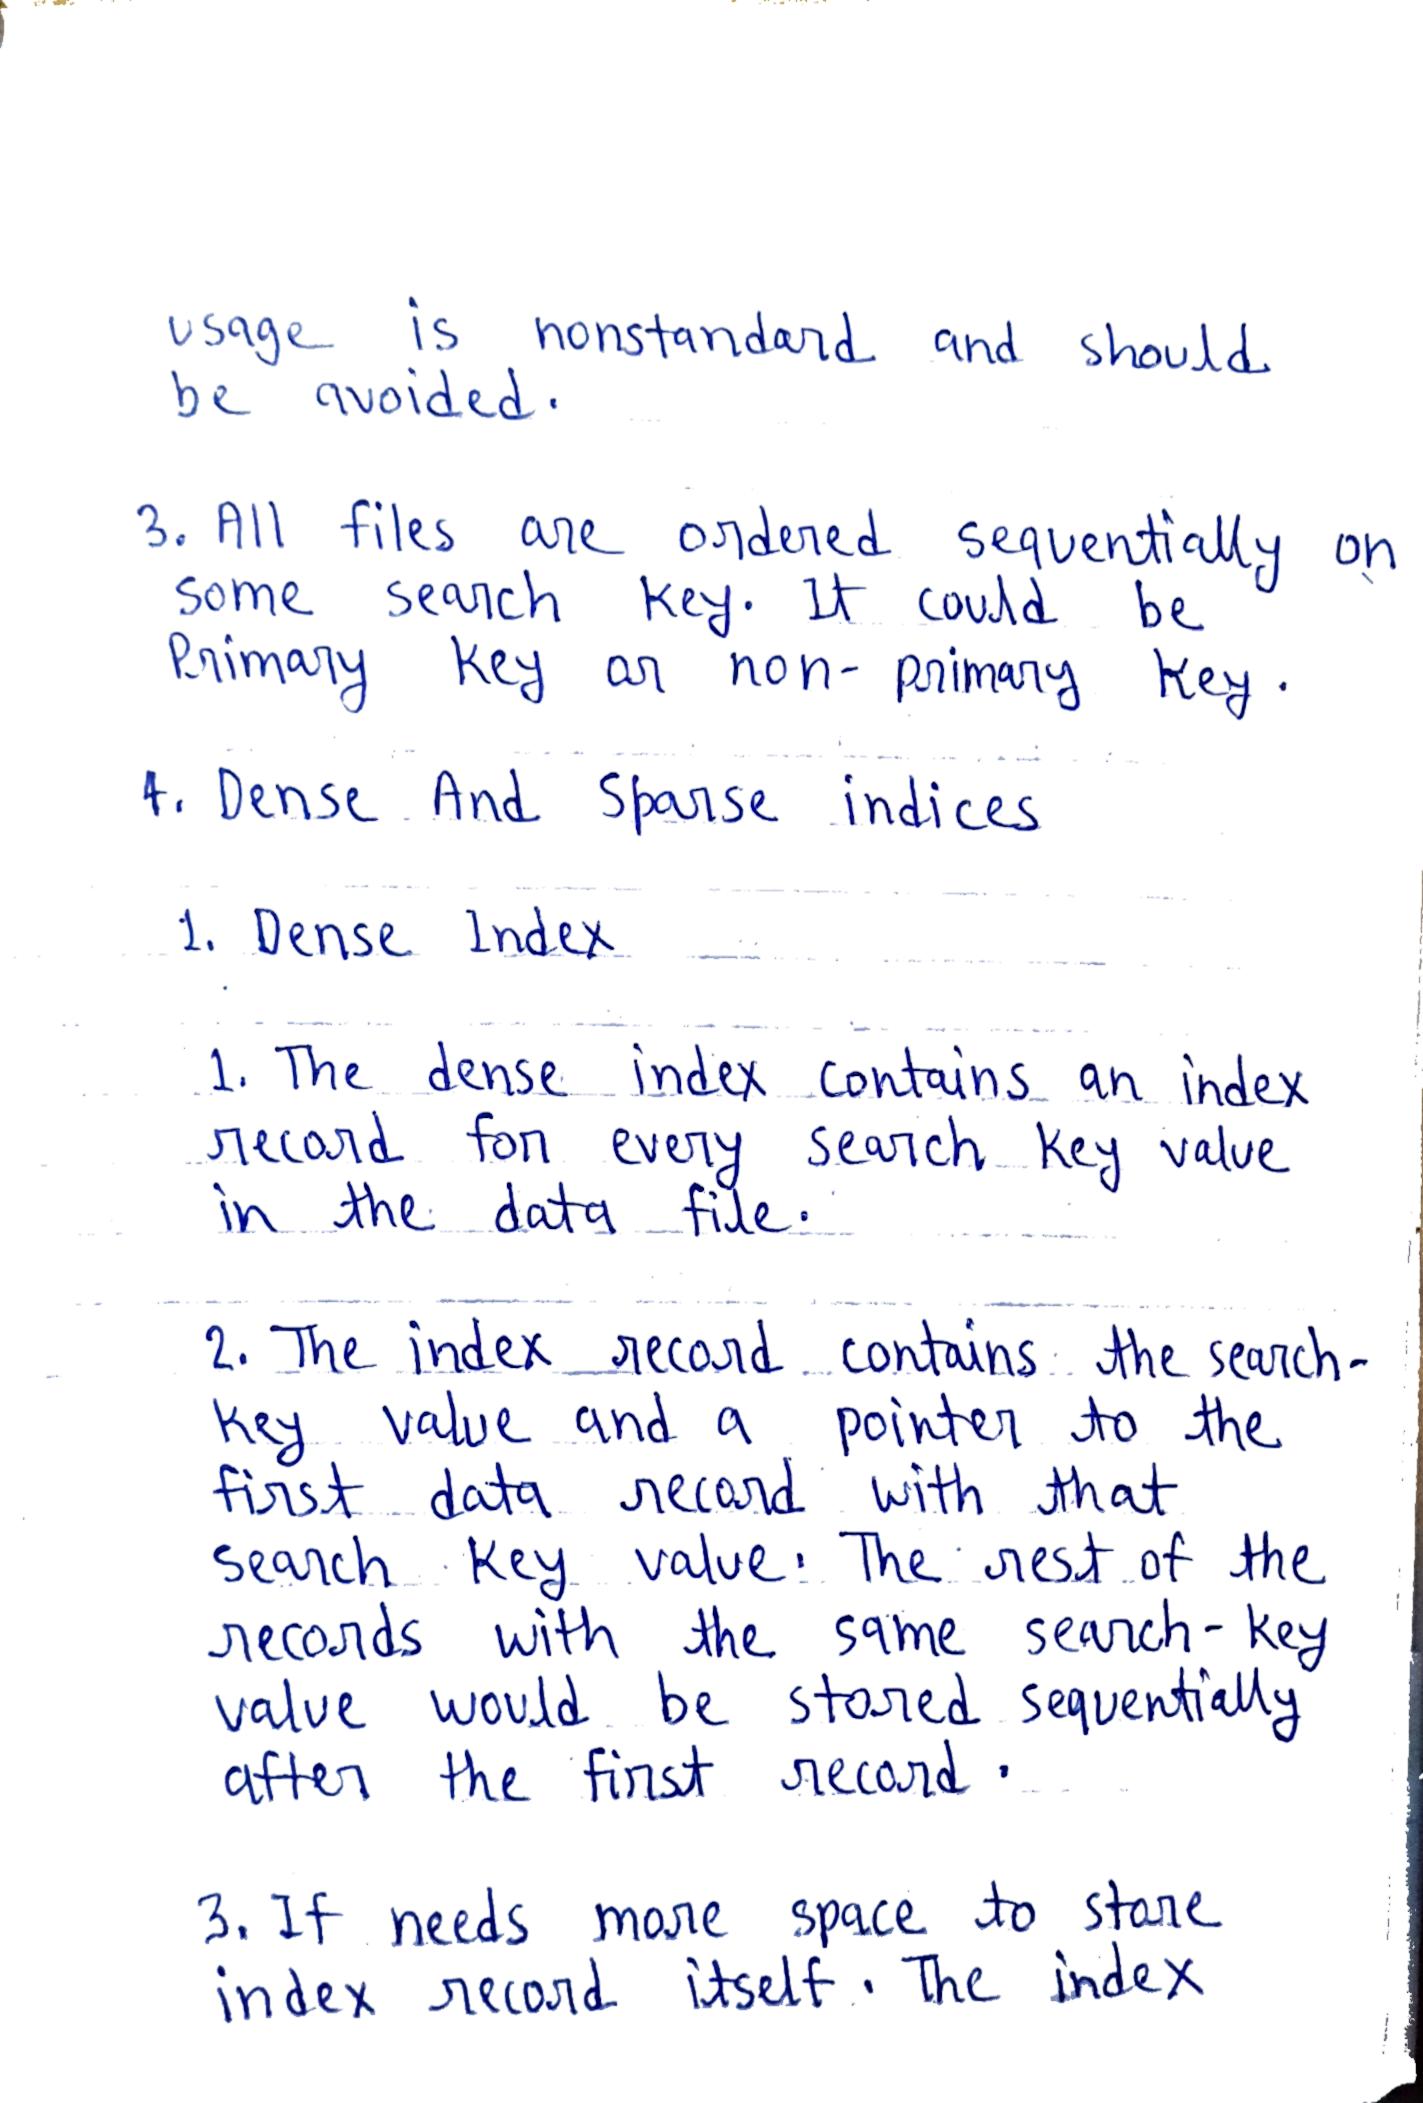 usage is nonstandard and should
be avoided.
3. All files are ordered sequentially on
some search key. It could be
Primary key or non-primary key.
4. Dense And Sparse indices
1. Dense Index
1. The dense index contains an index
record for every search key value
in the data file.
2. The index record contains the search-
key value and a pointer to the
first data record with that
search key value. The rest of the
records with the same search-key
value would be stored sequentially
after the first record.
3. If needs more space to store
index record itself. The index